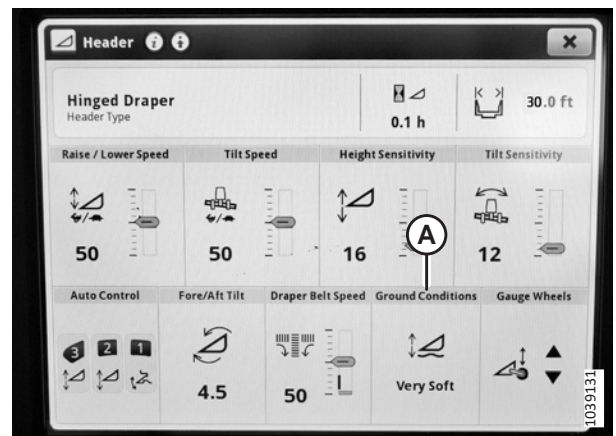 Header
Hinged Draper
Header Type
0.1 h
30.0 ft
Raise / Lower Speed
Tilt Speed
Height Sensitivity
Tilt Sensitivity
50
50
16
12
A
Auto Control
Fore/Aft Tilt
Draper Belt Speed
Ground Conditions
Gauge Wheels
3 2 1
4.5
50
Very Soft
1039131